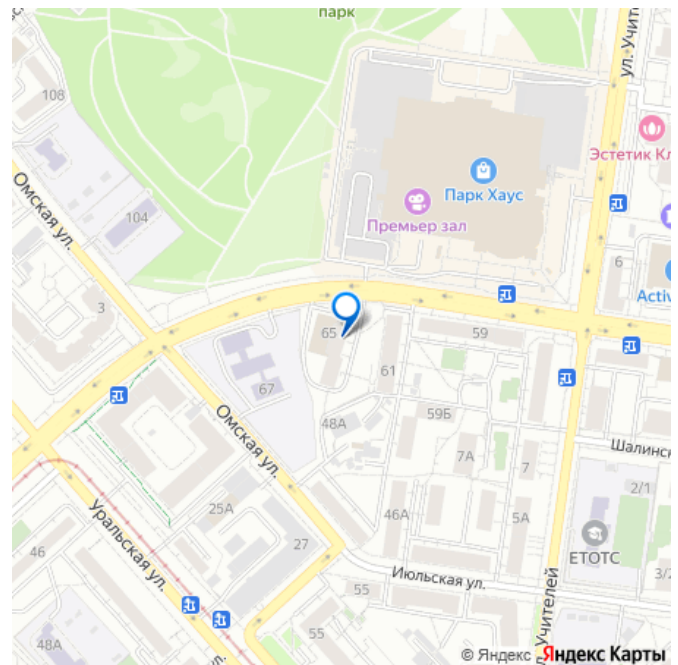 парк
ул. Учит
108
Эстетик Кл
Парк Хаус
Премьер зал
Омская ул.
104
6
Activ
3
65
59
61
67
59Б
48А
Омская ул.
Шалинск
7А
7
2/1
25А
46А
5А
Уральская ул.
27
ЕТОТС
46
Июльская ул.
3/2
55
Учителей
48А
55
ул.
© Яндекс Яндекс Карты